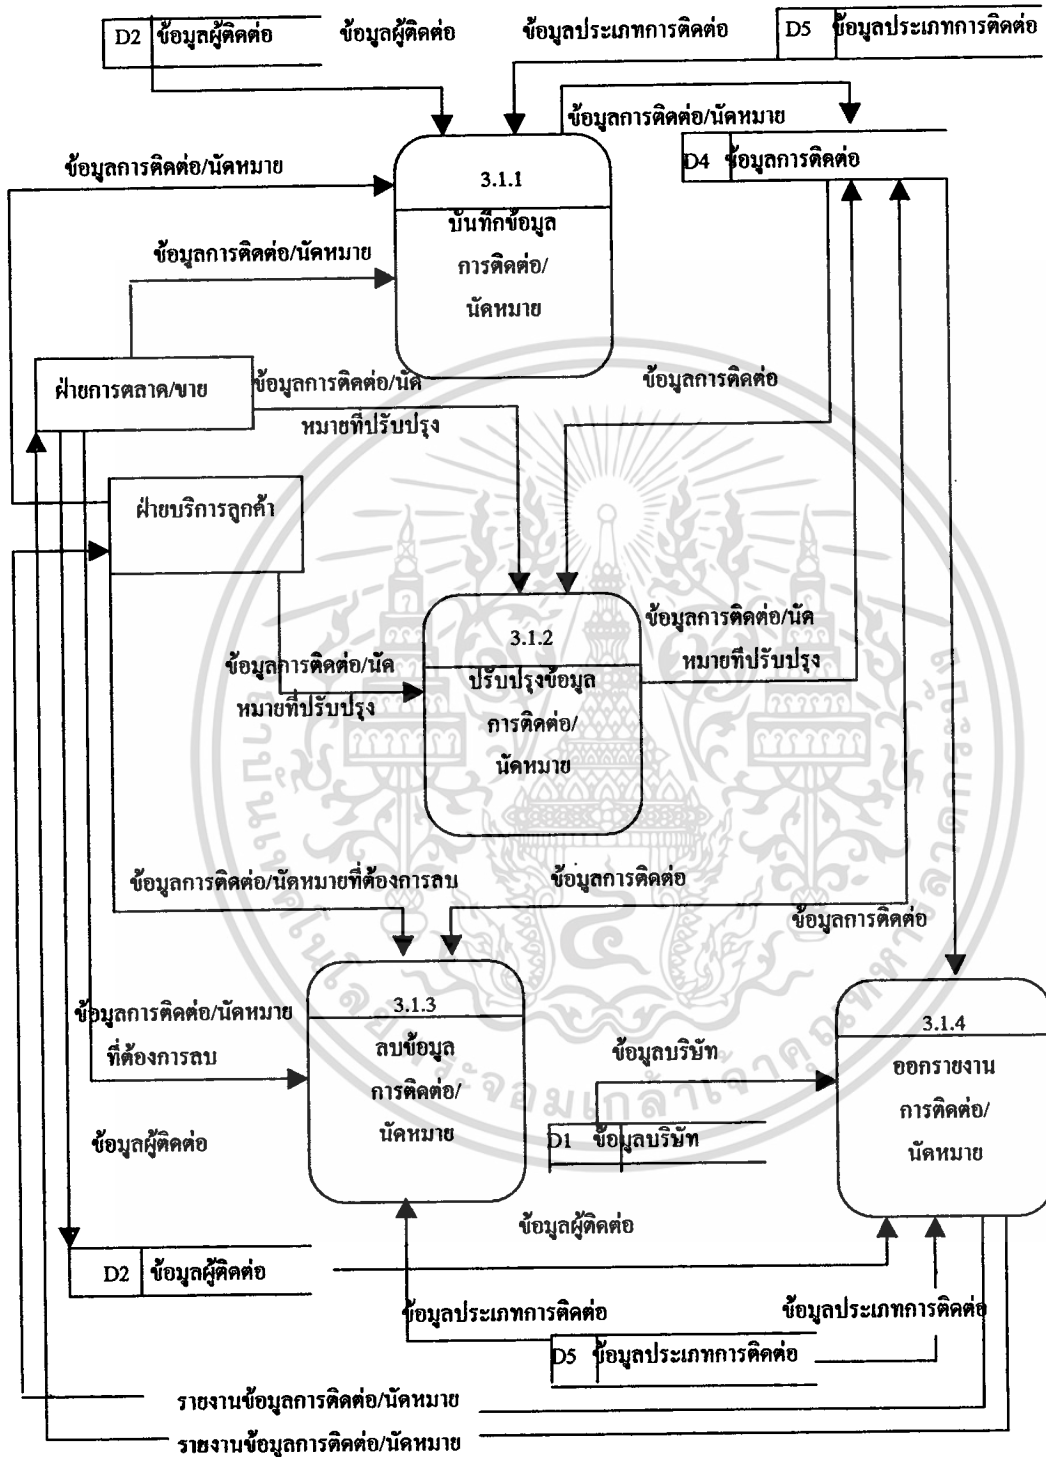 D2 ข้อมูลผู้ติดต่อ ข้อมูลผู้ติดต่อ ข้อมูลประเภทการติดต่อ D5 ข้อมูลประเภทการติดต่อ
ข้อมูลการติดต่อ/นัดหมาย
D4 ข้อมูลการติดต่อ
ข้อมูลการติดต่อ/นัดหมาย
3.1.1
บันทึกข้อมูล
การติดต่อ/
นัดหมาย
ข้อมูลการติดต่อ/นัดหมาย
ฝ่ายการตลาด/ขาย
ข้อมูลการติดต่อ/นัด
หมายที่ปรับปรุง
ข้อมูลการติดต่อ
ฝ่ายบริการลูกค้า
3.1.2
ปรับปรุงข้อมูล
การติดต่อ/
นัดหมาย
ข้อมูลการติดต่อ/นัด
หมายที่ปรับปรุง
ข้อมูลการติดต่อ/นัด
หมายที่ปรับปรุง
ข้อมูลการติดต่อ/นัดหมายที่ต้องการลบ
ข้อมูลการติดต่อ
ข้อมูลการติดต่อ
3.1.3
ลบข้อมูล
การติดต่อ/
นัดหมาย
ข้อมูลการติดต่อ/นัดหมาย
ที่ต้องการลบ
ข้อมูลบริษัท
3.1.4
ออกรายงาน
การติดต่อ/
นัดหมาย
D1 ข้อมูลบริษัท
ข้อมูลผู้ติดต่อ
ข้อมูลผู้ติดต่อ
D2 ข้อมูลผู้ติดต่อ
ข้อมูลประเภทการติดต่อ
ข้อมูลประเภทการติดต่อ
D5 ข้อมูลประเภทการติดต่อ
รายงานข้อมูลการติดต่อ/นัดหมาย
รายงานข้อมูลการติดต่อ/นัดหมาย